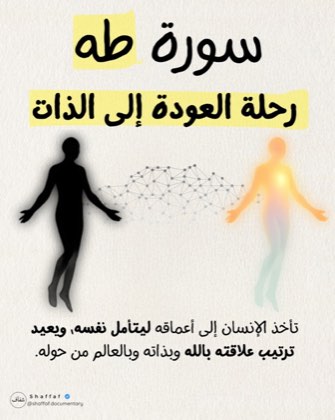 سورة طه
رحلة العودة إلى الذات
تأخذ الإنسان إلى أعماقه ليتأمل نفسه، ويعيد
ترتيب علاقته بالله وبذاته وبالعالم من حوله.
شفاف
Shaffaf
@shaffaf.documentary